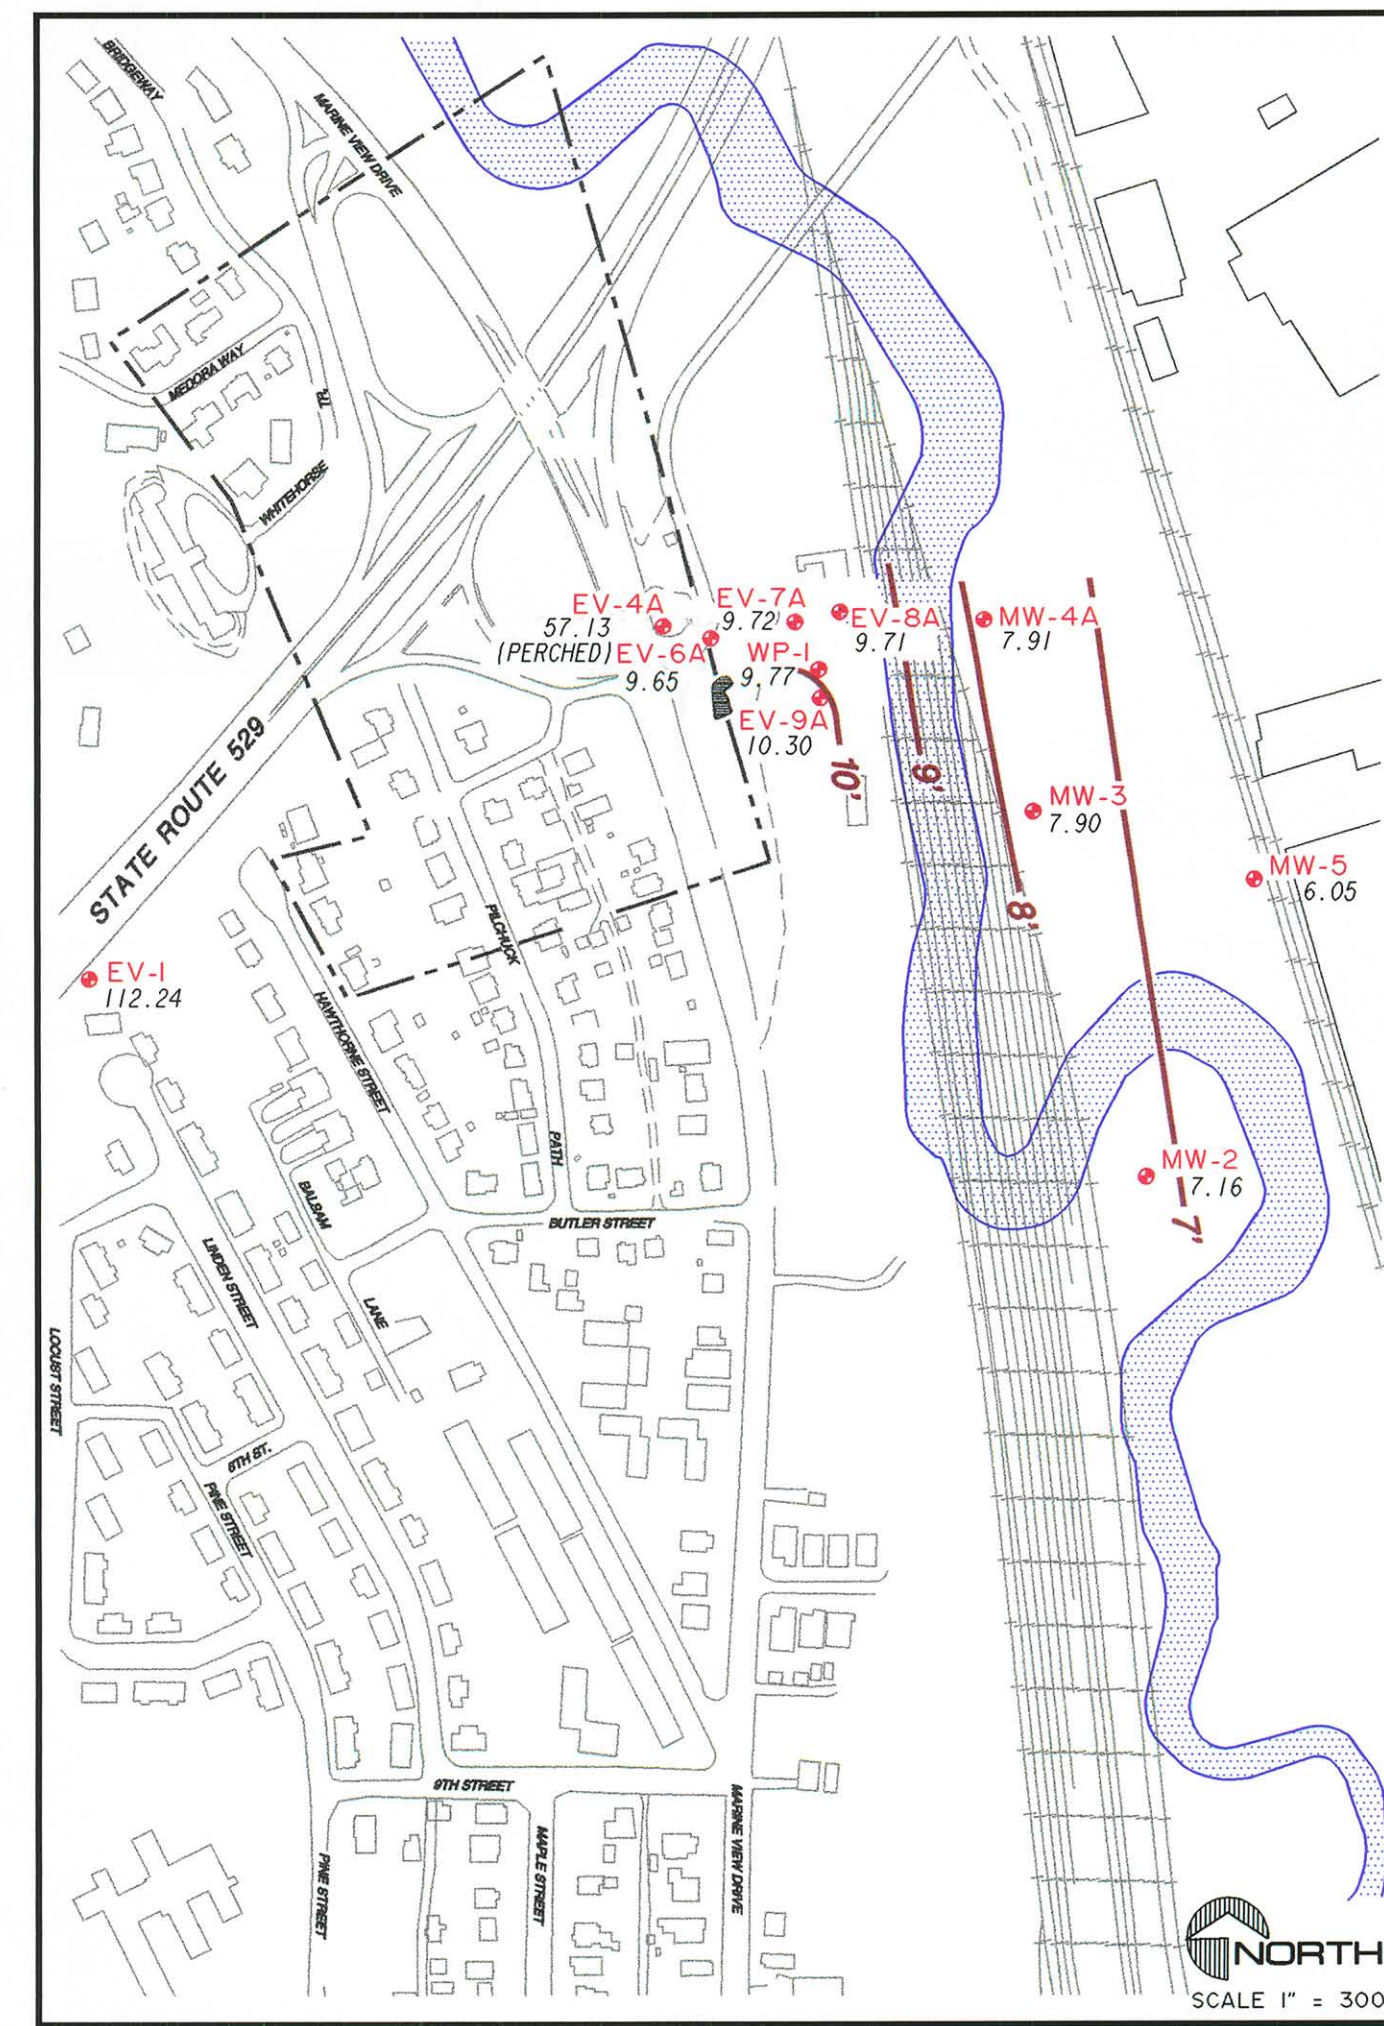 BRIDGEWAY
MARINE VIEW DRIVE
MEDORA WAY
TR.
WHITEHORSE
STATE ROUTE 529
EV-4A
57.13
(PERCHED)
EV-6A
9.65
EV-7A
9.72
WP-1
9.77
EV-9A
10.30
EV-8A
9.71
MW-4A
7.91
10'
9'
8'
7'
MW-3
7.90
MW-5
6.05
EV-1
112.24
MW-2
7.16
PILCHUCK
PATH
HAWTHORNE STREET
BALSAM
LANE
BUTLER STREET
LINDEN STREET
LOCUST STREET
8TH ST.
PINE STREET
9TH STREET
PINE STREET
MAPLE STREET
MARINE VIEW DRIVE
NORTH
SCALE 1" = 300